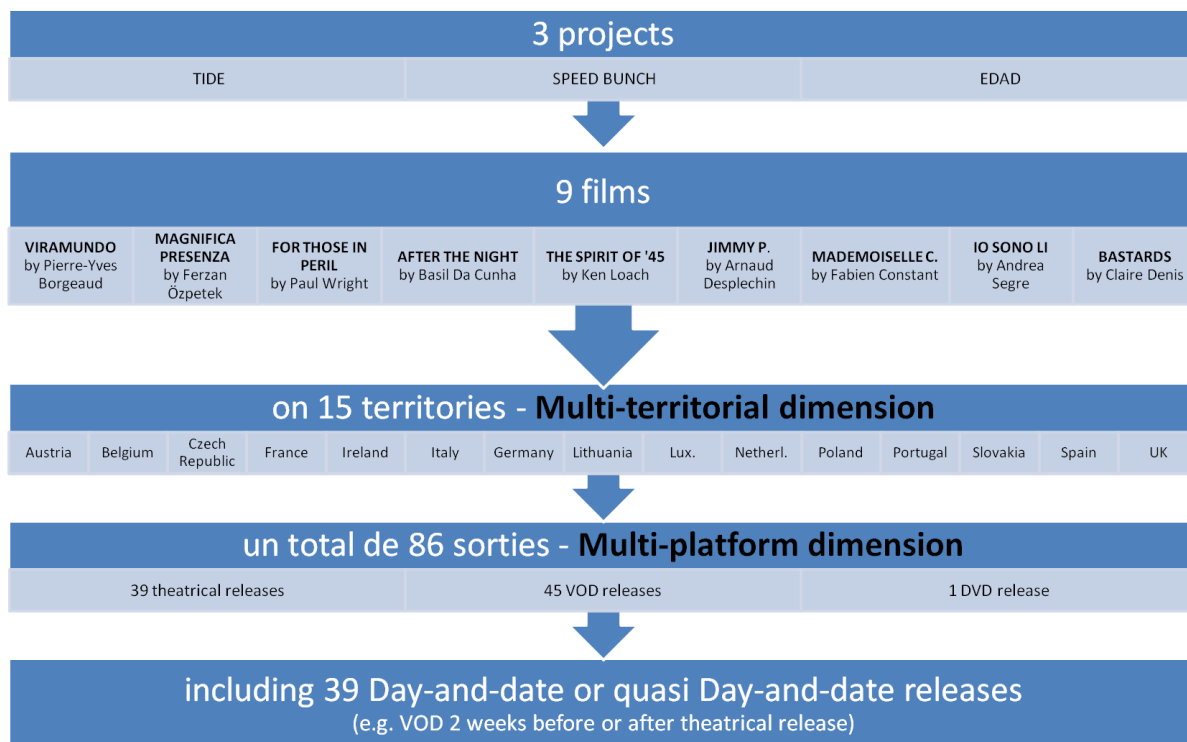 3 projects
TIDE
SPEED BUNCH
EDAD
9 films
VIRAMUNDO
by Pierre-Yves
Borgeaud
MAGNIFICA
PRESENZA
by Ferzan
Özpetek
FOR THOSE IN
PERIL
by Paul Wright
AFTER THE NIGHT
by Basil Da Cunha
THE SPIRIT OF '45
by Ken Loach
JIMMY P.
by Arnaud
Desplechin
MADEMOISELLE C.
by Fabien Constant
IO SONO LI
by Andrea
Segre
BASTARDS
by Claire Denis
on 15 territories - Multi-territorial dimension
Austria
Belgium
Czech
Republic
France
Ireland
Italy
Germany
Lithuania
Lux.
Netherl.
Poland
Portugal
Slovakia
Spain
UK
un total de 86 sorties - Multi-platform dimension
39 theatrical releases
45 VOD releases
1 DVD release
including 39 Day-and-date or quasi Day-and-date releases
(e.g. VOD 2 weeks before or after theatrical release)